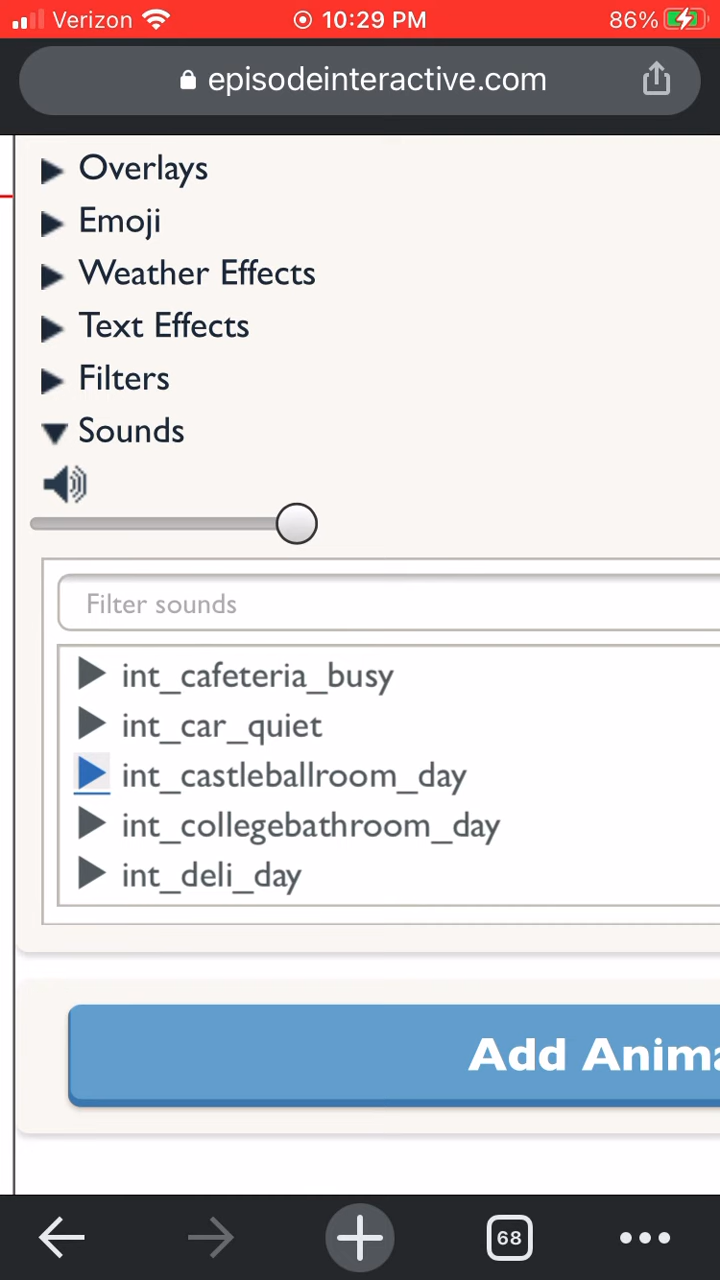 Verizon 10:29 PM 86%
episodeinteractive.com
Overlays
Emoji
Weather Effects
Text Effects
Filters
Sounds
Filter sounds
int_cafeteria_busy
int_car_quiet
int_castleballroom_day
int_collegebathroom_day
int_deli_day
Add Anima
68